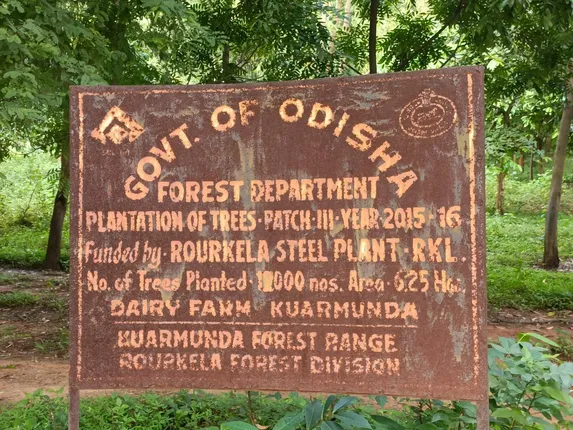 GOVT. OF ODISHA
FOREST DEPARTMENT
PLANTATION OF TREES-PATCH-III-YEAR 2015-16
Funded by- ROURKELA STEEL PLANT-RKL.
No. of Trees Planted- nos. Area- 6.25 Ha.
DAIRY FARM KUARMUNDA
KUARMUNDA FOREST RANGE
ROURKELA FOREST DIVISION